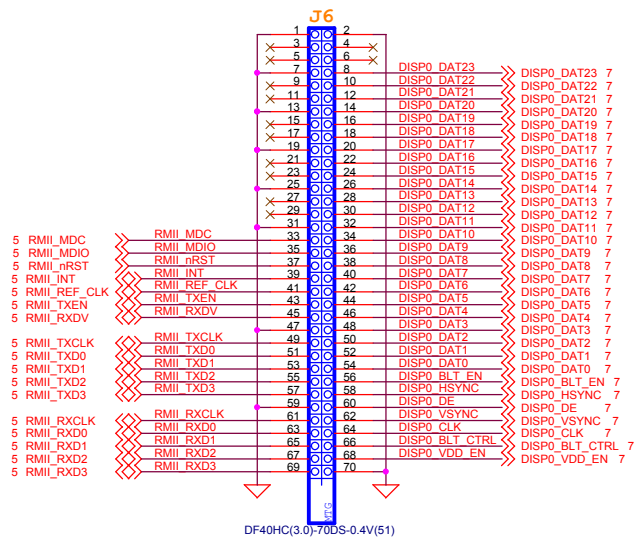 J6
1 2
3 4
5 6
7 8 DISP0_DAT23 DISP0_DAT23 7
9 10 DISP0_DAT22 DISP0_DAT22 7
11 12 DISP0_DAT21 DISP0_DAT21 7
13 14 DISP0_DAT20 DISP0_DAT20 7
15 16 DISP0_DAT19 DISP0_DAT19 7
17 18 DISP0_DAT18 DISP0_DAT18 7
19 20 DISP0_DAT17 DISP0_DAT17 7
21 22 DISP0_DAT16 DISP0_DAT16 7
23 24 DISP0_DAT15 DISP0_DAT15 7
25 26 DISP0_DAT14 DISP0_DAT14 7
27 28 DISP0_DAT13 DISP0_DAT13 7
29 30 DISP0_DAT12 DISP0_DAT12 7
31 32 DISP0_DAT11 DISP0_DAT11 7
5 RMII_MDC RMII_MDC 33 34 DISP0_DAT10 DISP0_DAT10 7
5 RMII_MDIO RMII_MDIO 35 36 DISP0_DAT9 DISP0_DAT9 7
5 RMII_nRST RMII_nRST 37 38 DISP0_DAT8 DISP0_DAT8 7
5 RMII_INT RMII_INT 39 40 DISP0_DAT7 DISP0_DAT7 7
5 RMII_REF_CLK RMII_REF_CLK 41 42 DISP0_DAT6 DISP0_DAT6 7
5 RMII_TXEN RMII_TXEN 43 44 DISP0_DAT5 DISP0_DAT5 7
5 RMII_RXDV RMII_RXDV 45 46 DISP0_DAT4 DISP0_DAT4 7
47 48 DISP0_DAT3 DISP0_DAT3 7
5 RMII_TXCLK RMII_TXCLK 49 50 DISP0_DAT2 DISP0_DAT2 7
5 RMII_TXD0 RMII_TXD0 51 52 DISP0_DAT1 DISP0_DAT1 7
5 RMII_TXD1 RMII_TXD1 53 54 DISP0_DAT0 DISP0_DAT0 7
5 RMII_TXD2 RMII_TXD2 55 56 DISP0_BLT_EN DISP0_BLT_EN 7
5 RMII_TXD3 RMII_TXD3 57 58 DISP0_HSYNC DISP0_HSYNC 7
59 60 DISP0_DE DISP0_DE 7
5 RMII_RXCLK RMII_RXCLK 61 62 DISP0_VSYNC DISP0_VSYNC 7
5 RMII_RXD0 RMII_RXD0 63 64 DISP0_CLK DISP0_CLK 7
5 RMII_RXD1 RMII_RXD1 65 66 DISP0_BLT_CTRL DISP0_BLT_CTRL 7
5 RMII_RXD2 RMII_RXD2 67 68 DISP0_VDD_EN DISP0_VDD_EN 7
5 RMII_RXD3 RMII_RXD3 69 70
MTG
DF40HC(3.0)-70DS-0.4V(51)